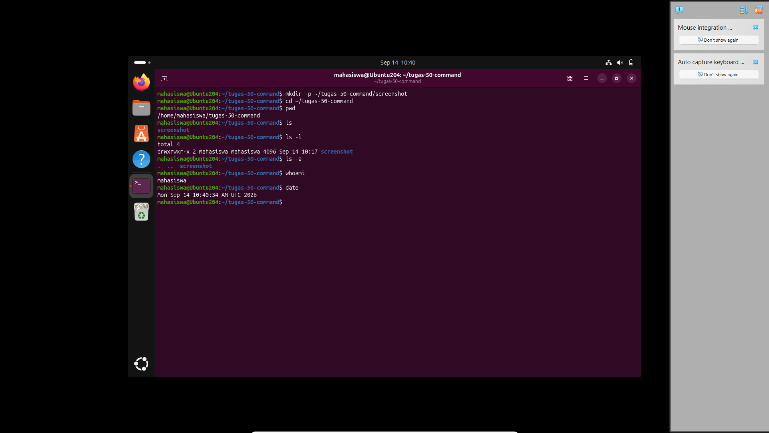 Sep 14 10:40
mahasiswa@Ubuntu204: ~/tugas-50-command
~/tugas-50-command
mahasiswa@Ubuntu204:~/tugas-50-command$ mkdir -p ~/tugas-50-command/screenshot
mahasiswa@Ubuntu204:~/tugas-50-command$ cd ~/tugas-50-command
mahasiswa@Ubuntu204:~/tugas-50-command$ pwd
/home/mahasiswa/tugas-50-command
mahasiswa@Ubuntu204:~/tugas-50-command$ ls
screenshot
mahasiswa@Ubuntu204:~/tugas-50-command$ ls -l
total 4
drwxrwxr-x 2 mahasiswa mahasiswa 4096 Sep 14 10:17 screenshot
mahasiswa@Ubuntu204:~/tugas-50-command$ ls -a
. .. screenshot
mahasiswa@Ubuntu204:~/tugas-50-command$ whoami
mahasiswa
mahasiswa@Ubuntu204:~/tugas-50-command$ date
Mon Sep 14 10:40:34 AM UTC 2026
mahasiswa@Ubuntu204:~/tugas-50-command$
Mouse integration ...
Don't show again
Auto capture keyboard ...
Don't show again